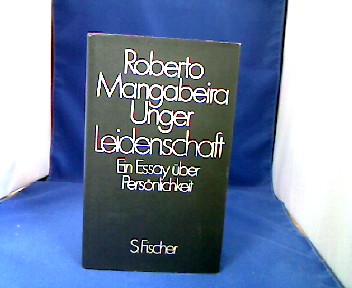 Roberto
Mangabeira
Unger
Leidenschaft
Ein Essay über
Persönlichkeit
S. Fischer